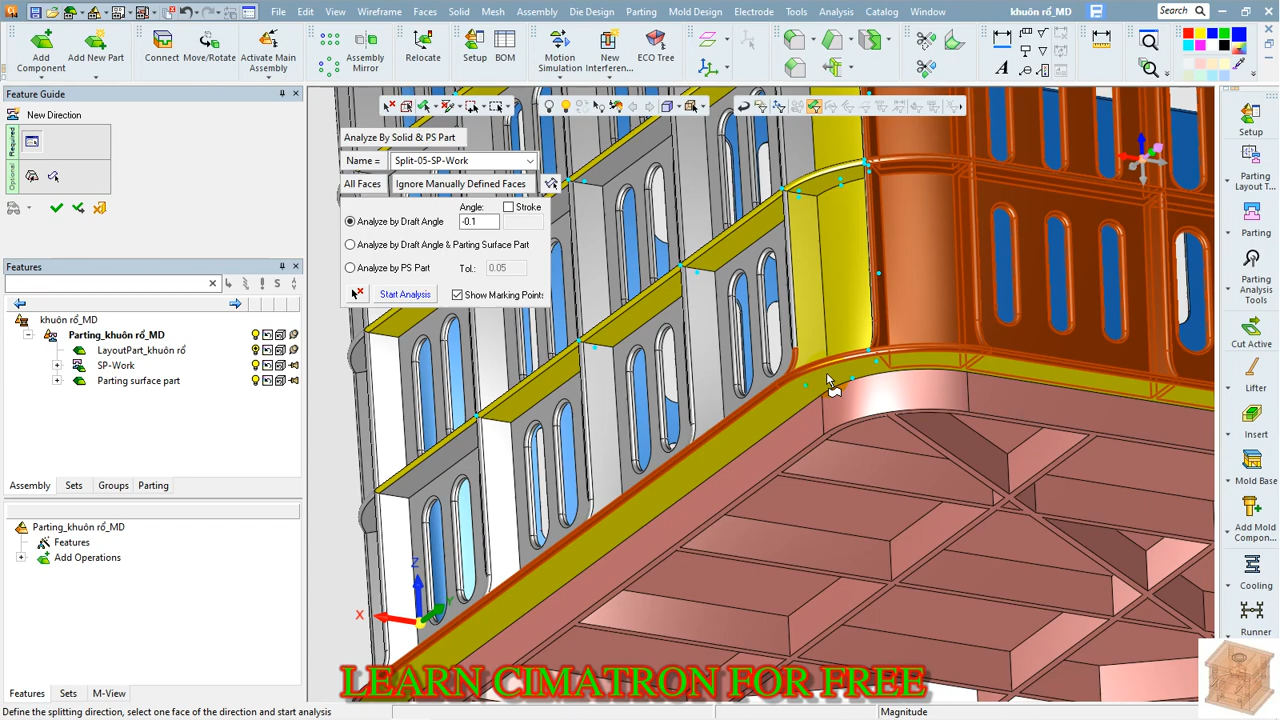 File Edit View Wireframe Faces Solid Mesh Assembly Die Design Parting Mold Design Electrode Tools Analysis Catalog Window
khuôn rổ_MD
Search
Add Component
Add New Part
Connect
Move/Rotate
Activate Main Assembly
Assembly Mirror
Relocate
Setup
BOM
Motion Simulation
New Interferen...
ECO Tree
Feature Guide
New Direction
Required
Optional
Features
khuôn rổ_MD
Parting_khuôn rổ_MD
LayoutPart_khuôn rổ
SP-Work
Parting surface part
Assembly Sets Groups Parting
Parting_khuôn rổ_MD
Features
Add Operations
Features Sets M-View
Analyze By Solid & PS Part
Name = Split-05-SP-Work
All Faces Ignore Manually Defined Faces
Angle: Stroke
Analyze by Draft Angle -0.1
Analyze by Draft Angle & Parting Surface Part
Analyze by PS Part Tol.: 0.05
Start Analysis Show Marking Points
X
Y
Z
Setup
Parting Layout T...
Parting
Parting Analysis Tools
Cut Active
Lifter
Insert
Mold Base
Add Mold Compon...
Cooling
Runner
LEARN CIMATRON FOR FREE
Define the splitting direction, select one face of the direction and start analysis
Magnitude